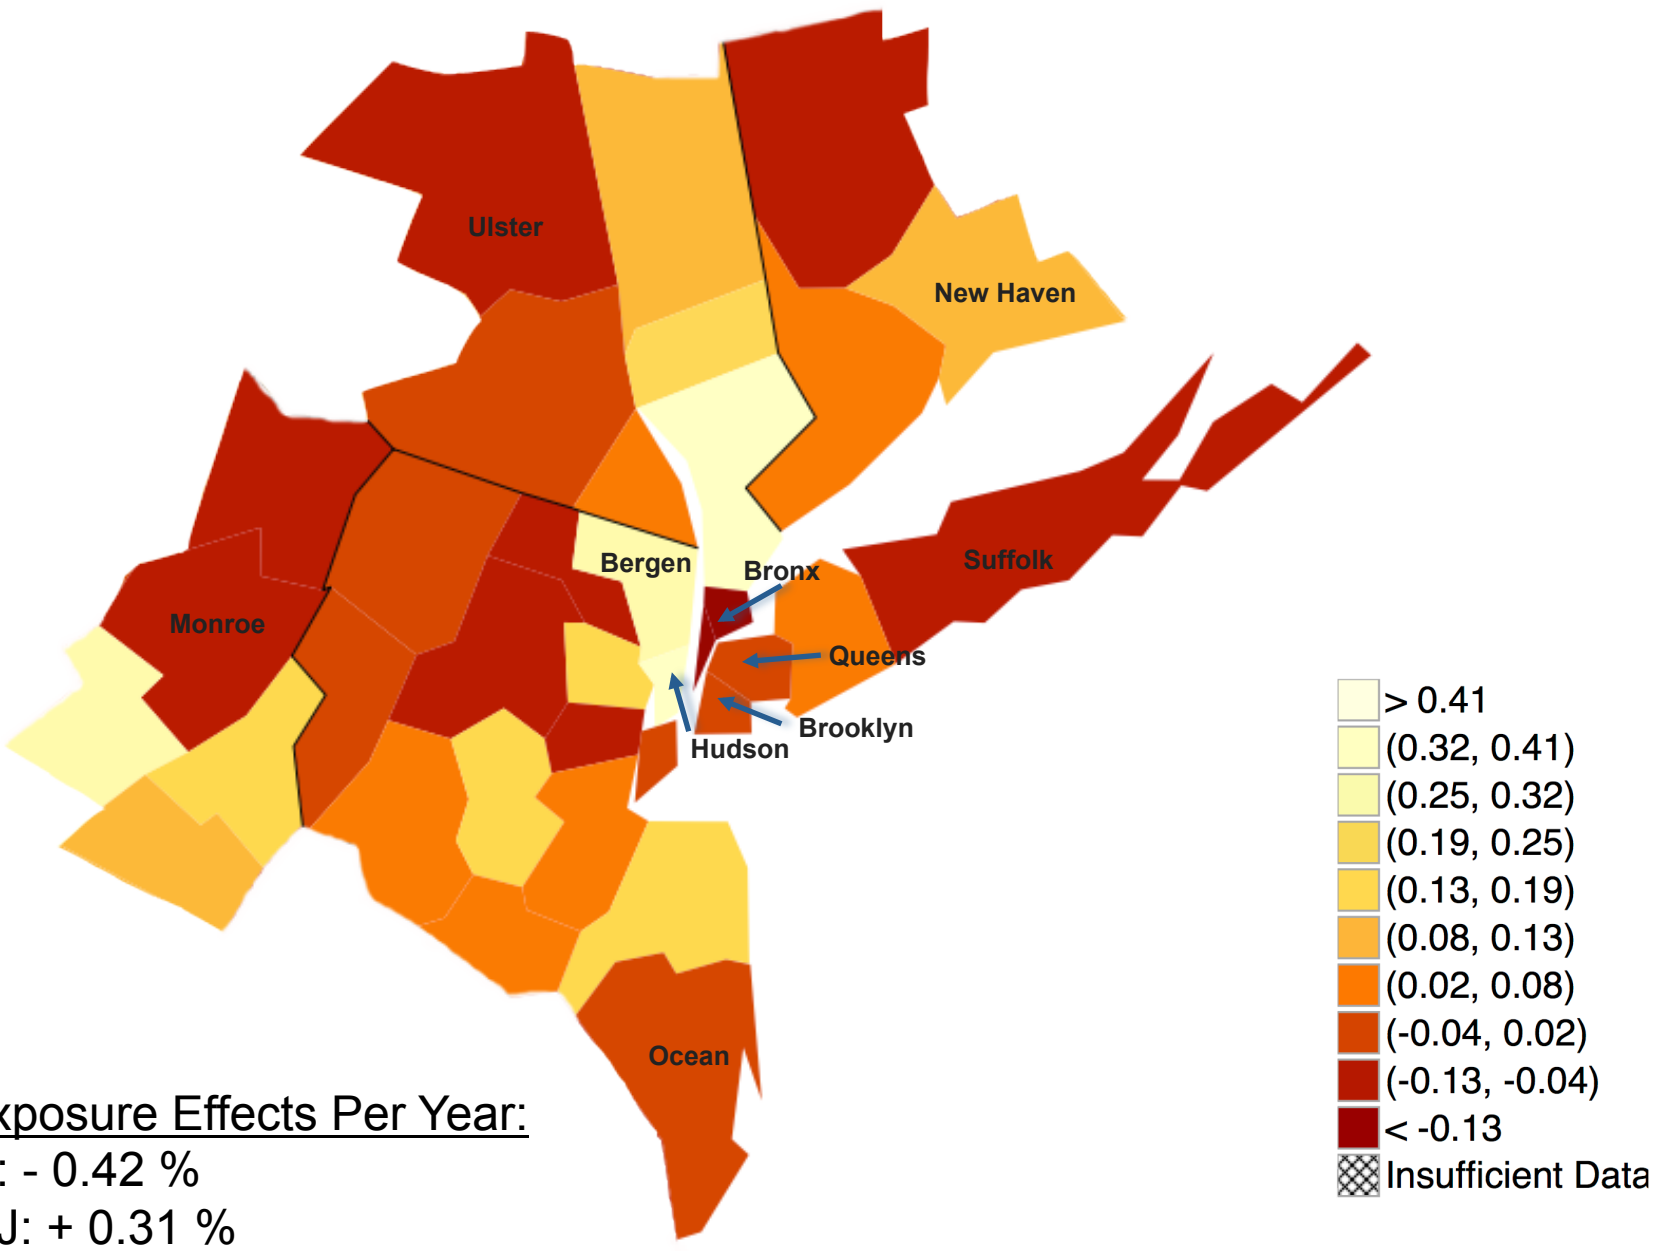 Ulster
New Haven
Bergen
Bronx
Suffolk
Monroe
Queens
Brooklyn
Hudson
Ocean
> 0.41
(0.32, 0.41)
(0.25, 0.32)
(0.19, 0.25)
(0.13, 0.19)
(0.08, 0.13)
(0.02, 0.08)
(-0.04, 0.02)
(-0.13, -0.04)
< -0.13
Insufficient Data
xposure Effects Per Year:
: - 0.42 %
J: + 0.31 %